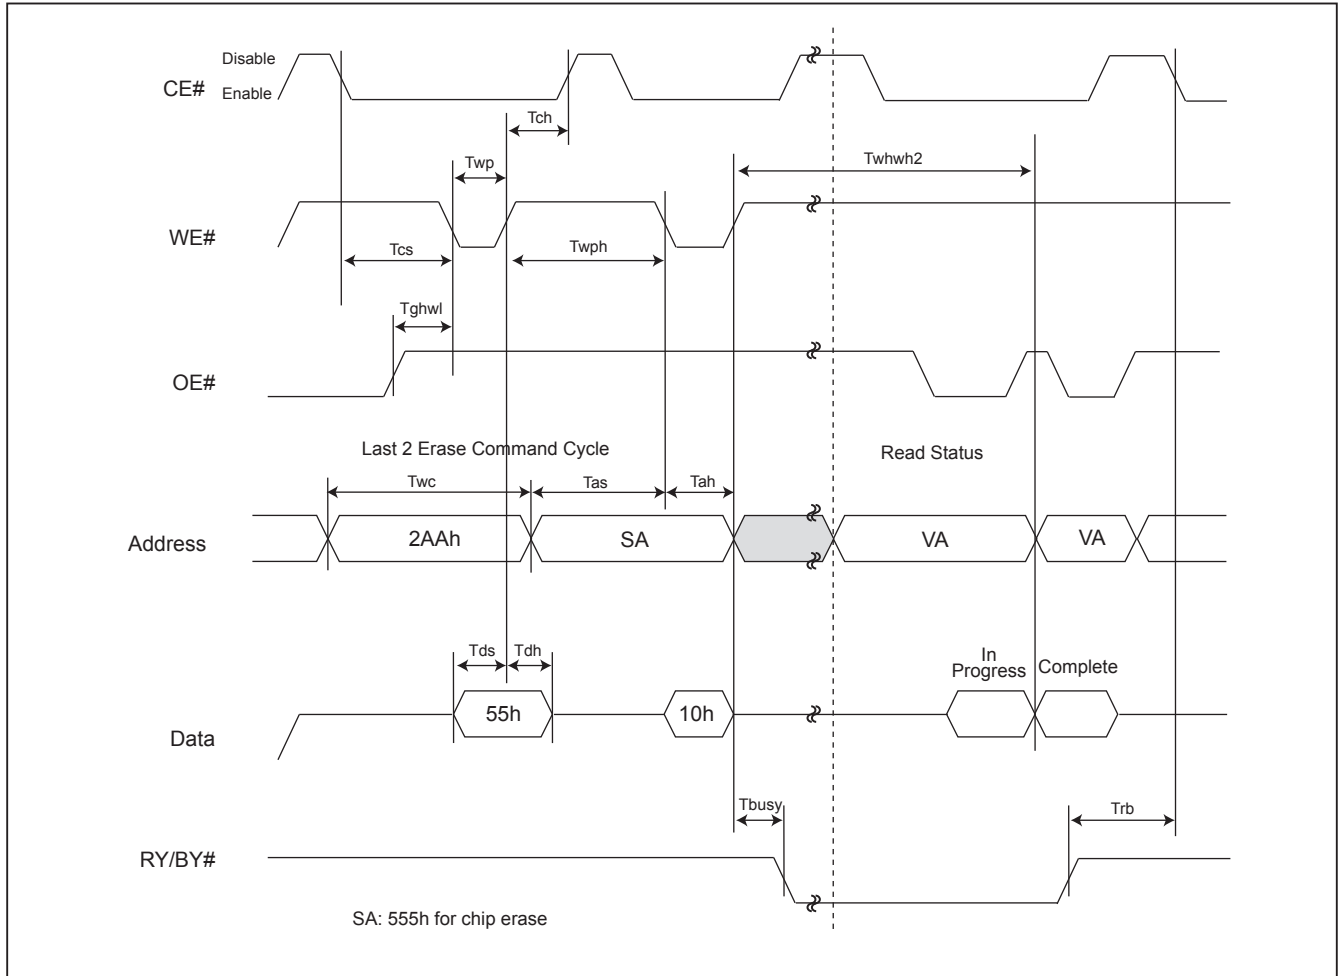 Disable
CE#
Enable
Tch
Twp
Twhwh2
WE#
Tcs
Twph
Tghwl
OE#
Last 2 Erase Command Cycle
Read Status
Twc
Tas
Tah
Address
2AAh
SA
VA
VA
Tds
Tdh
In
Progress
Complete
55h
10h
Data
Tbusy
Trb
RY/BY#
SA: 555h for chip erase